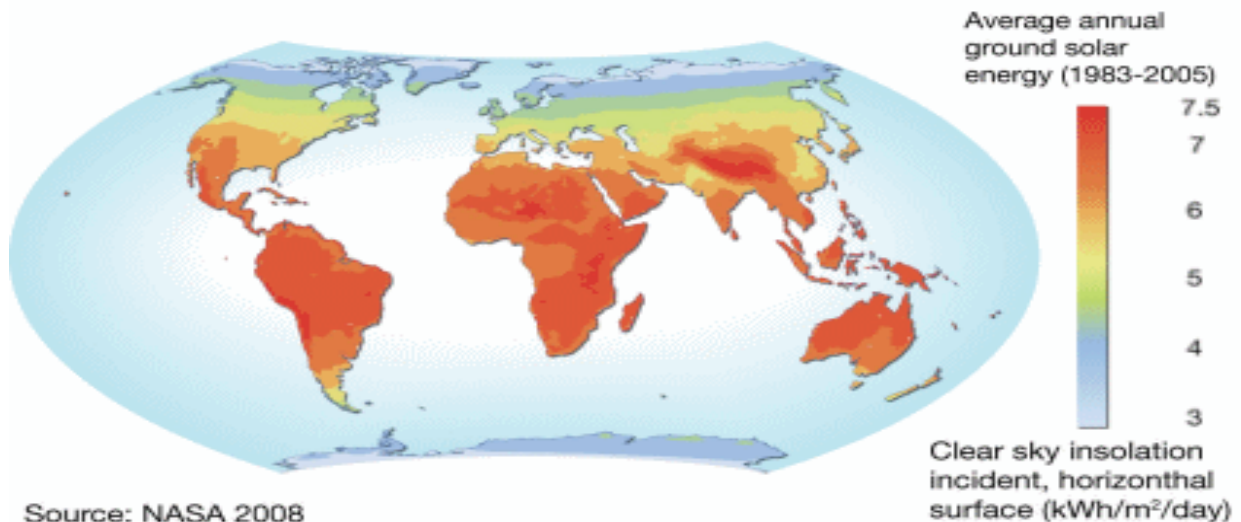 Average annual
ground solar
energy (1983-2005)
7.5
7
6
5
4
3
Clear sky insolation
incident, horizonthal
surface (kWh/m²/day)
Source: NASA 2008